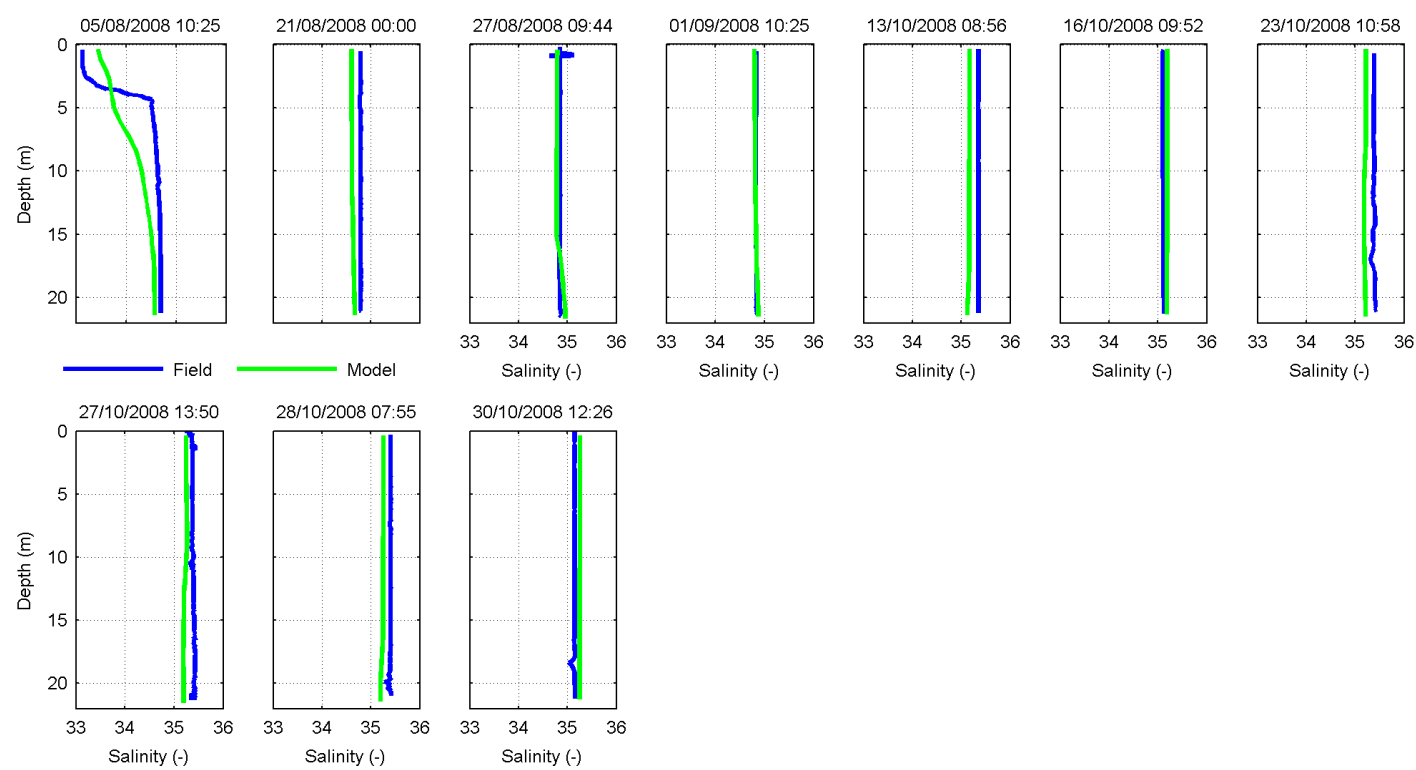 05/08/2008 10:25 21/08/2008 00:00 27/08/2008 09:44 01/09/2008 10:25 13/10/2008 08:56 16/10/2008 09:52 23/10/2008 10:58
0
5
10
15
20
Depth (m)
33 34 35 36 33 34 35 36 33 34 35 36 33 34 35 36 33 34 35 36
Salinity (-) Salinity (-) Salinity (-) Salinity (-) Salinity (-)
Field Model
27/10/2008 13:50 28/10/2008 07:55 30/10/2008 12:26
0
5
10
15
20
Depth (m)
33 34 35 36 33 34 35 36 33 34 35 36
Salinity (-) Salinity (-) Salinity (-)